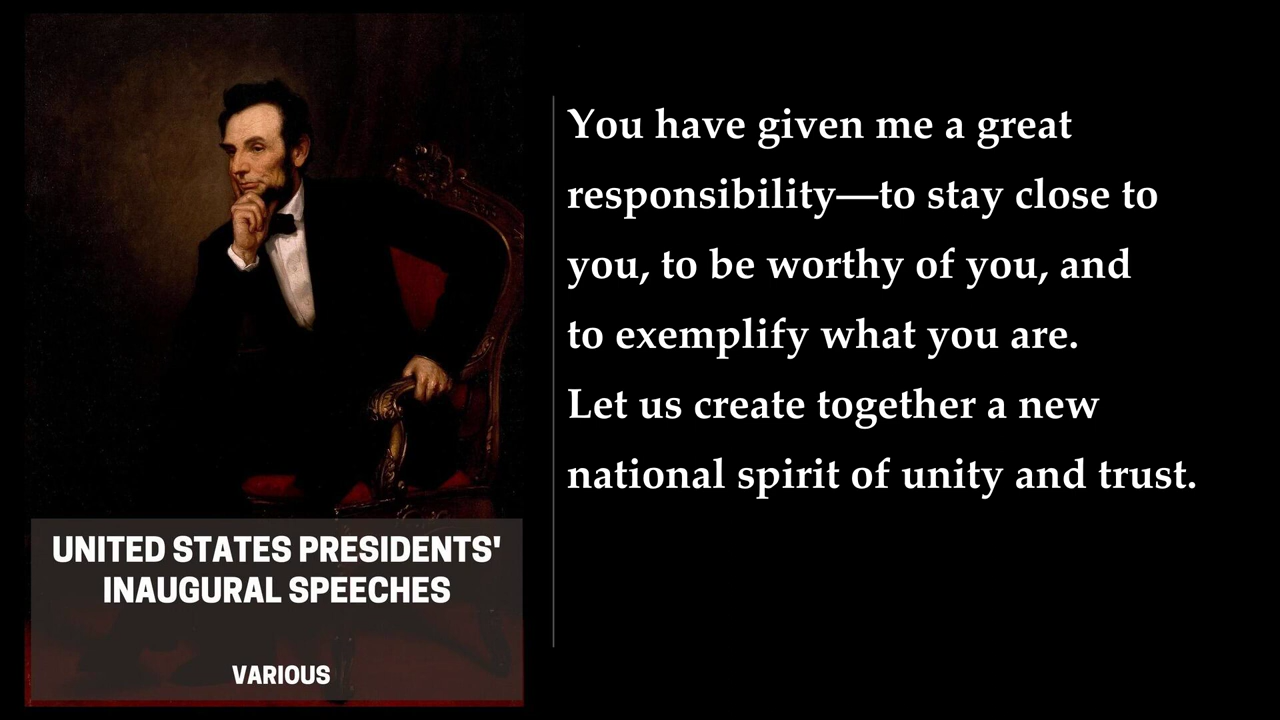 You have given me a great
responsibility—to stay close to
you, to be worthy of you, and
to exemplify what you are.
Let us create together a new
national spirit of unity and trust.
UNITED STATES PRESIDENTS'
INAUGURAL SPEECHES
VARIOUS